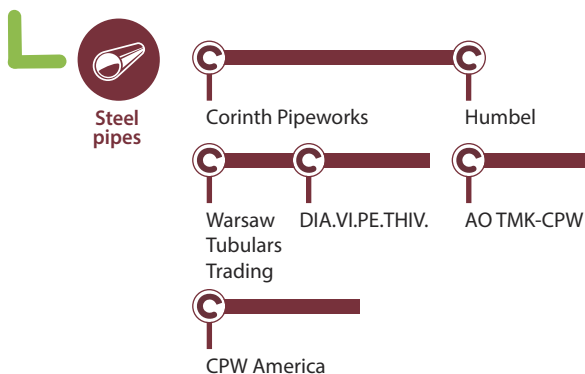 Steel
pipes
Corinth Pipeworks
Humbel
Warsaw
Tubulars
Trading
DIA.VI.PE.THIV.
AO TMK-CPW
CPW America